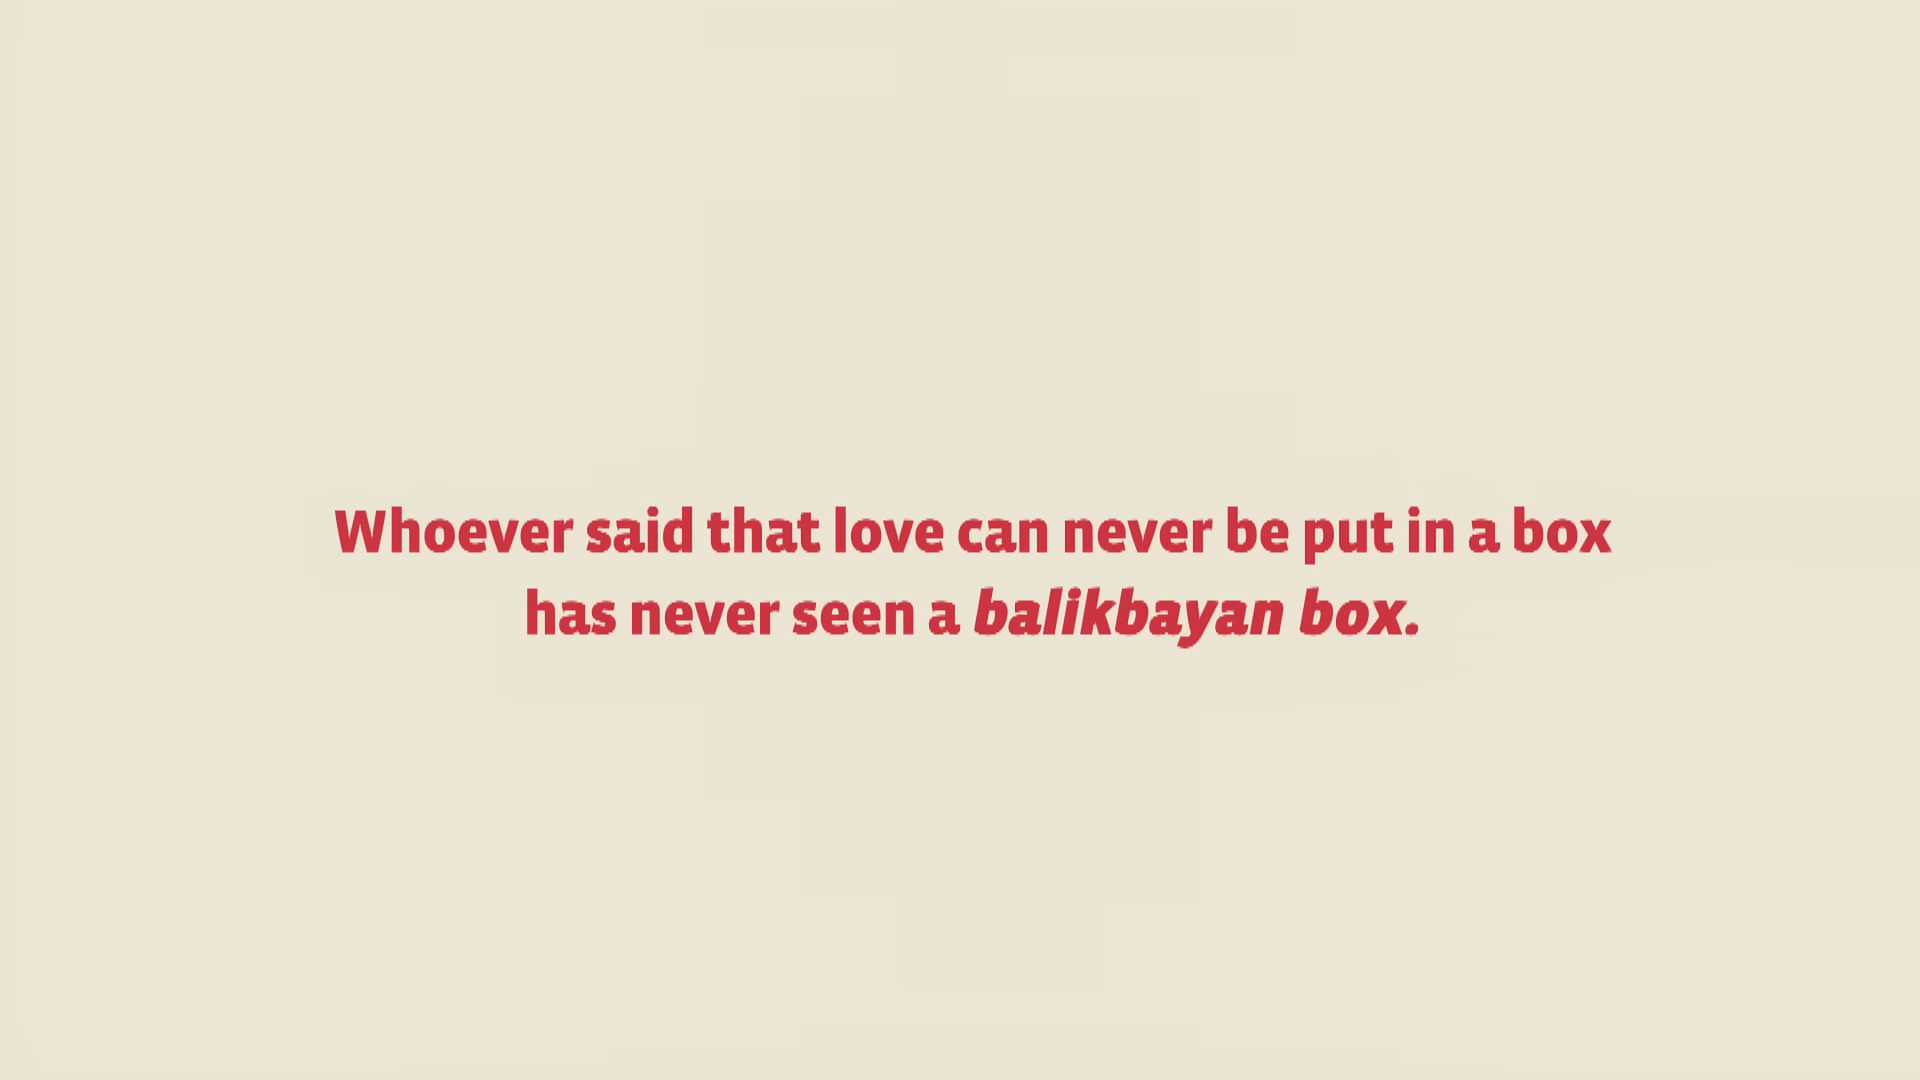 Whoever said that love can never be put in a box
has never seen a balikbayan box.